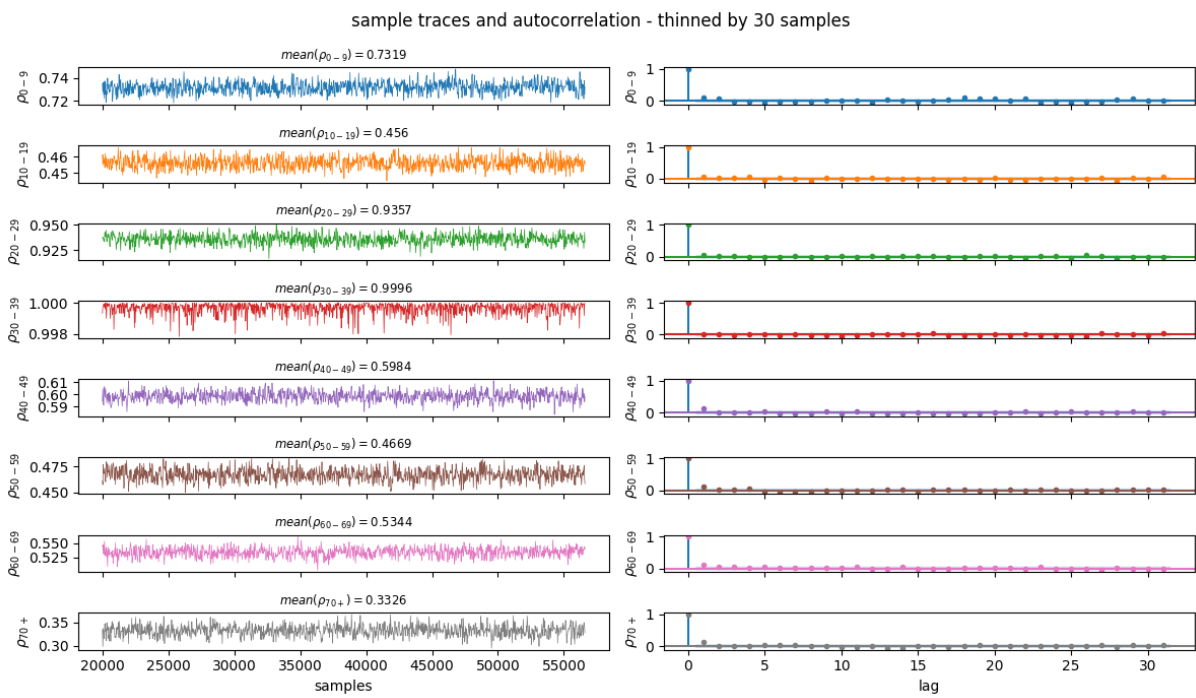 sample traces and autocorrelation - thinned by 30 samples
mean(ρ0−9) = 0.7319
0.74
0.72
ρ0−9
1
0
ρ0−9
mean(ρ10−19) = 0.456
0.46
0.45
ρ10−19
1
0
ρ10−19
mean(ρ20−29) = 0.9357
0.950
0.925
ρ20−29
1
0
ρ20−29
mean(ρ30−39) = 0.9996
1.000
0.998
ρ30−39
1
0
ρ30−39
mean(ρ40−49) = 0.5984
0.61
0.60
0.59
ρ40−49
1
0
ρ40−49
mean(ρ50−59) = 0.4669
0.475
0.450
ρ50−59
1
0
ρ50−59
mean(ρ60−69) = 0.5344
0.550
0.525
ρ60−69
1
0
ρ60−69
mean(ρ70+) = 0.3326
0.35
0.30
ρ70+
1
0
ρ70+
20000 25000 30000 35000 40000 45000 50000 55000
samples
0 5 10 15 20 25 30
lag